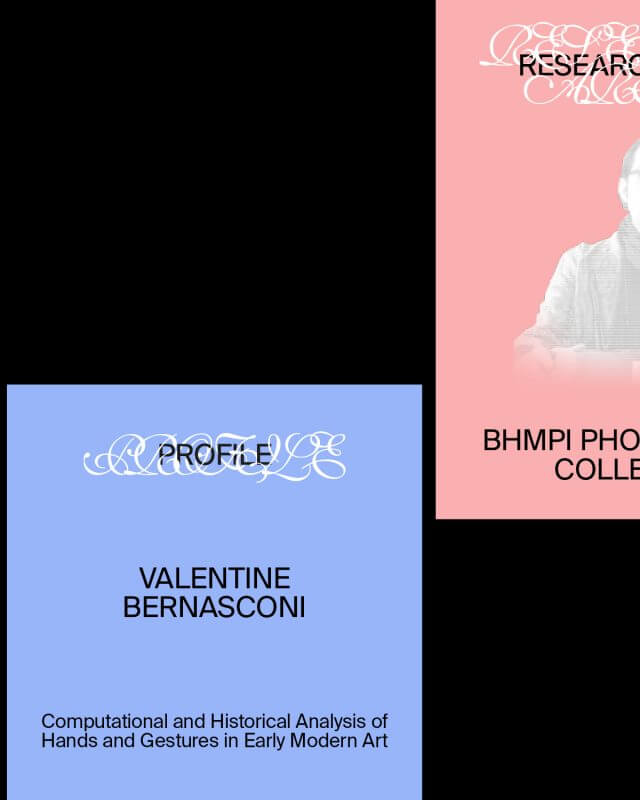 PROFILE
PROFILE
VALENTINE
BERNASCONI
Computational and Historical Analysis of
Hands and Gestures in Early Modern Art
RESEARC
BHMPI PHO
COLLE